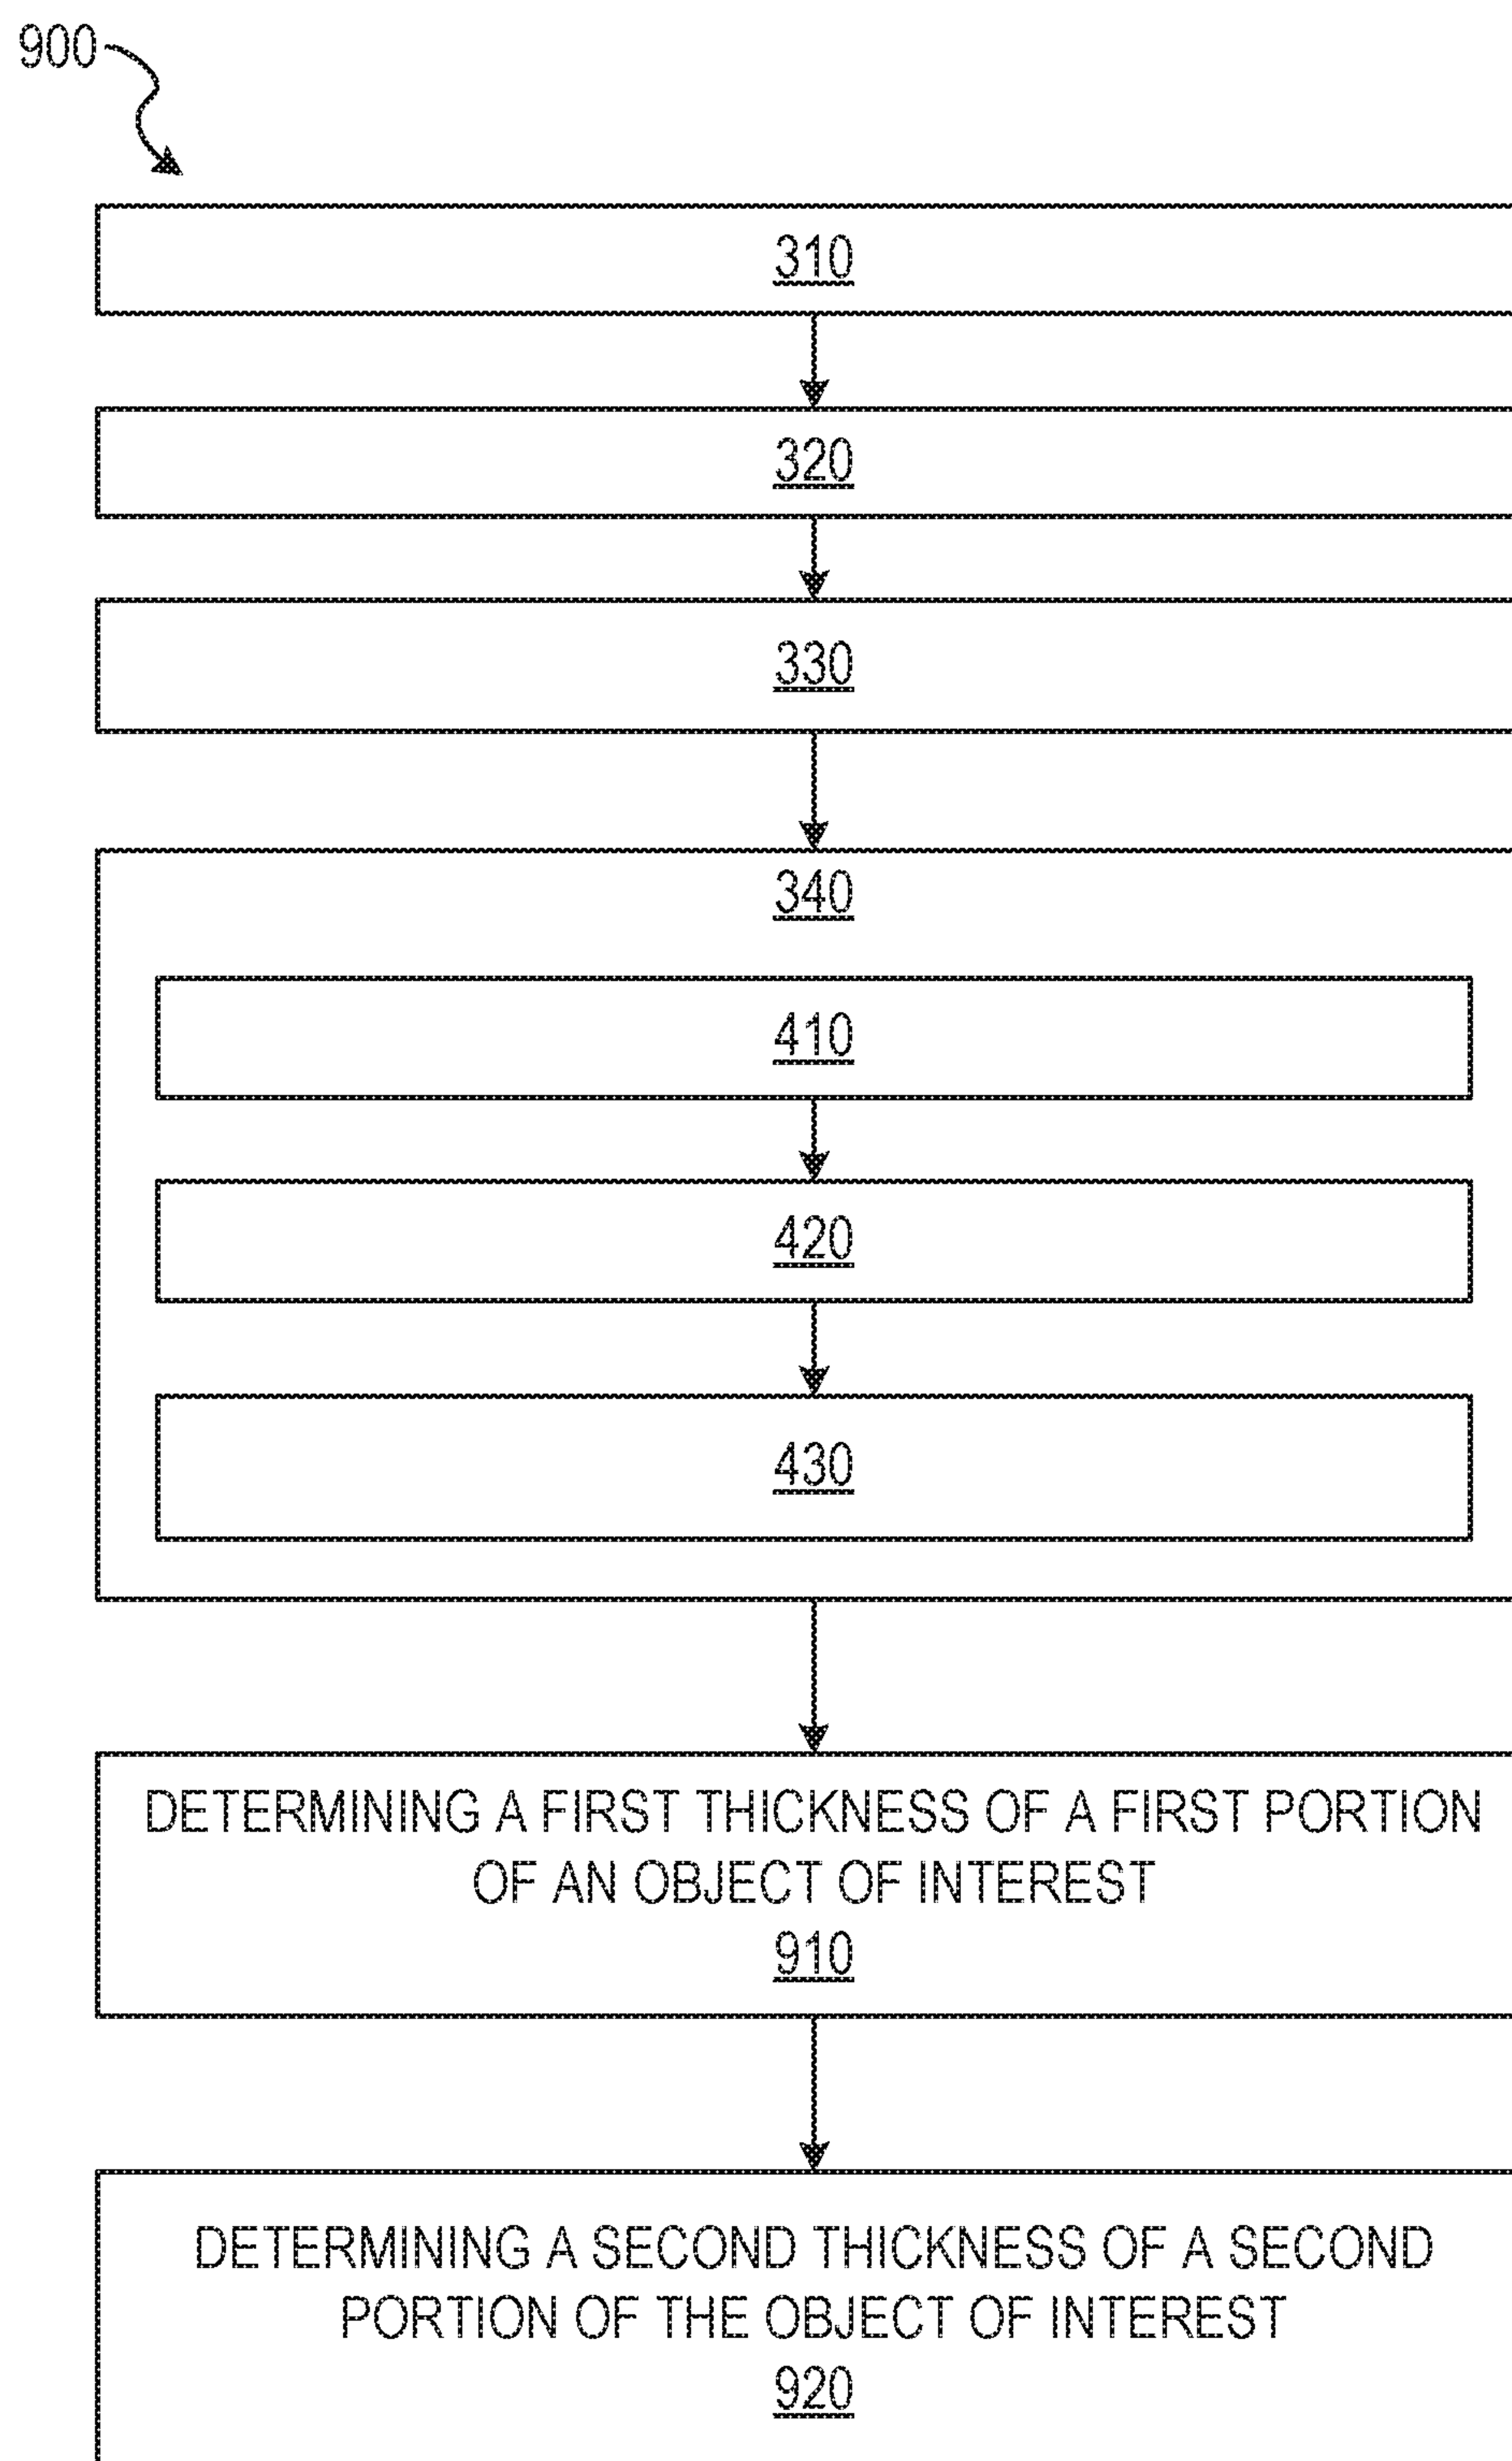 900
310
320
330
340
410
420
430
DETERMINING A FIRST THICKNESS OF A FIRST PORTION
OF AN OBJECT OF INTEREST
910
DETERMINING A SECOND THICKNESS OF A SECOND
PORTION OF THE OBJECT OF INTEREST
920